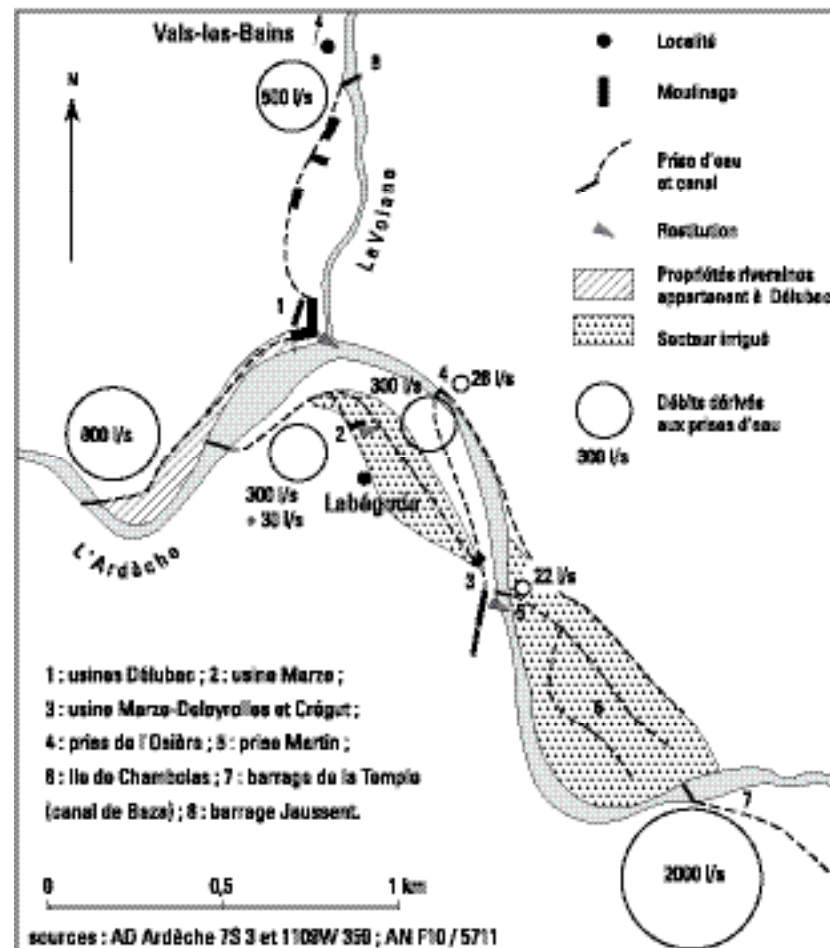 Vals-les-Bains
4
N
500 l/s
8
La Volane
1
800 l/s
L'Ardèche
300 l/s
+ 30 l/s
2
Labégude
300 l/s
4
28 l/s
3
22 l/s
5
6
7
2000 l/s
Localité
Moulinage
Prise d'eau
et canal
Restitution
Propriétés riveraines
appartenant à Délubac
Secteur irrigué
Débits dérivés
aux prises d'eau
300 l/s
1 : usines Délubac ; 2 : usine Marze ;
3 : usine Marze-Deleyrolles et Crégut ;
4 : prise de l'Osière ; 5 : prise Martin ;
6 : Ile de Chambolas ; 7 : barrage de la Temple
(canal de Baza) ; 8 : barrage Jaussent.
0 0,5 1 km
sources : AD Ardèche 7S 3 et 1109W 359 ; AN F10 / 5711